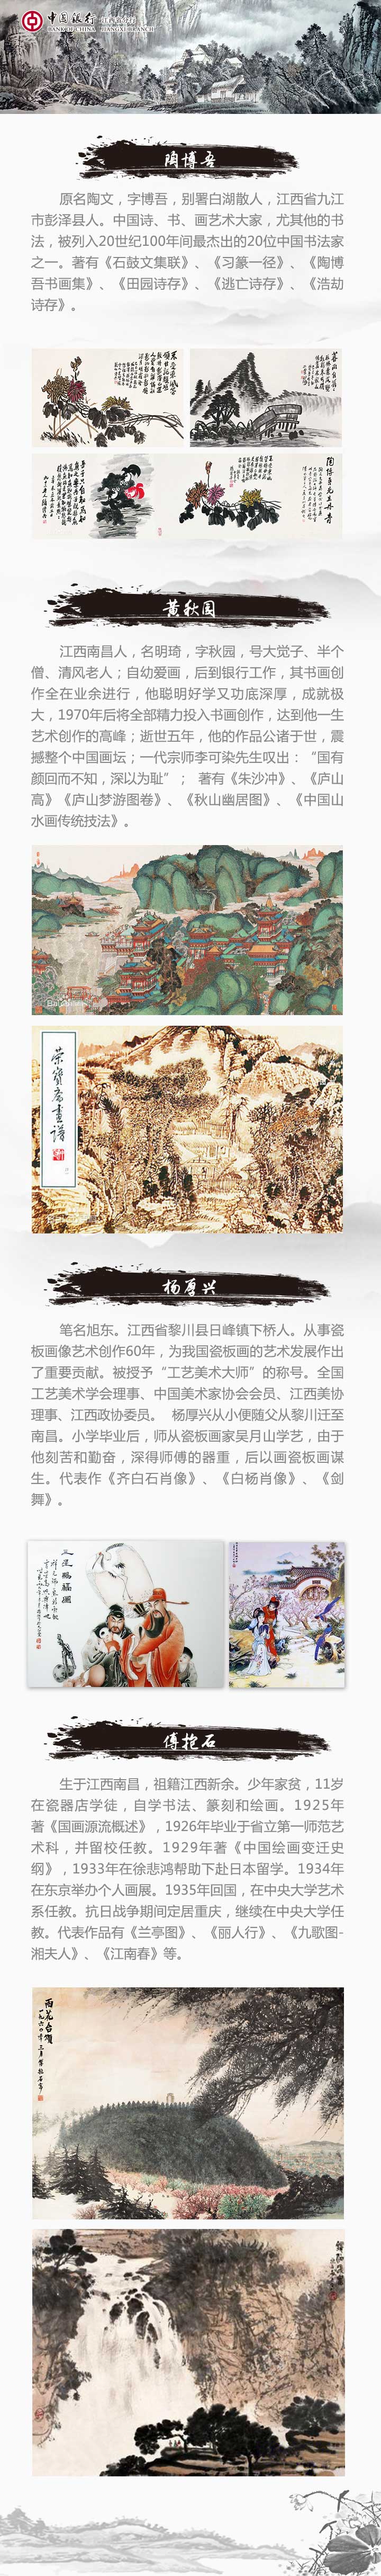 中国银行 江西省分行
BANK OF CHINA JIANGXI BRANCH
陶博吾
原名陶文，字博吾，别署白湖散人，江西省九江
市彭泽县人。中国诗、书、画艺术大家，尤其他的书
法，被列入20世纪100年间最杰出的20位中国书法家
之一。著有《石鼓文集联》、《习篆一径》、《陶博
吾书画集》、《田园诗存》、《逃亡诗存》、《浩劫
诗存》。
黄秋园
江西南昌人，名明琦，字秋园，号大觉子、半个
僧、清风老人；自幼爱画，后到银行工作，其书画创
作全在业余进行，他聪明好学又功底深厚，成就极
大，1970年后将全部精力投入书画创作，达到他一生
艺术创作的高峰；逝世五年，他的作品公诸于世，震
撼整个中国画坛；一代宗师李可染先生叹出：“国有
颜回而不知，深以为耻”； 著有《朱沙冲》、《庐山
高》《庐山梦游图卷》、《秋山幽居图》、《中国山
水画传统技法》。
荣宝斋画谱
杨厚兴
笔名旭东。江西省黎川县日峰镇下桥人。从事瓷
板画像艺术创作60年，为我国瓷板画的艺术发展作出
了重要贡献。被授予“工艺美术大师”的称号。全国
工艺美术学会理事、中国美术家协会会员、江西美协
理事、江西政协委员。 杨厚兴从小便随父从黎川迁至
南昌。小学毕业后，师从瓷板画家吴月山学艺，由于
他刻苦和勤奋，深得师傅的器重，后以画瓷板画谋
生。代表作《齐白石肖像》、《白杨肖像》、《剑
舞》。
傅抱石
生于江西南昌，祖籍江西新余。少年家贫，11岁
在瓷器店学徒，自学书法、篆刻和绘画。1925年
著《国画源流概述》，1926年毕业于省立第一师范艺
术科，并留校任教。1929年著《中国绘画变迁史
纲》，1933年在徐悲鸿帮助下赴日本留学。1934年
在东京举办个人画展。1935年回国，在中央大学艺术
系任教。抗日战争期间定居重庆，继续在中央大学任
教。代表作品有《兰亭图》、《丽人行》、《九歌图-
湘夫人》、《江南春》等。
雨花台颂